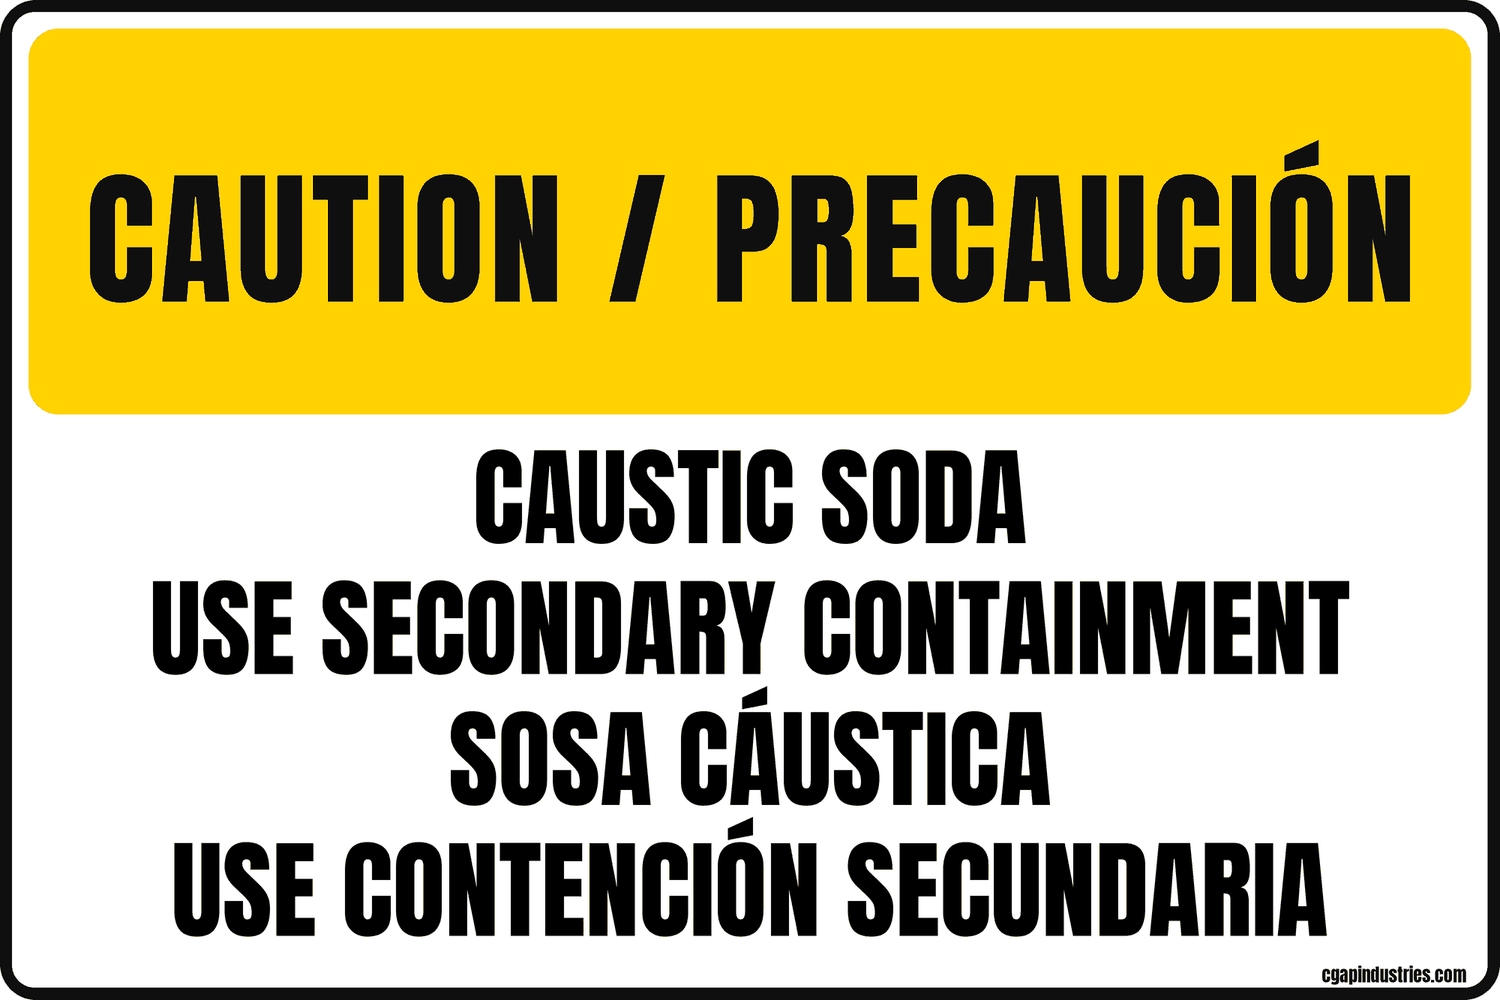 CAUTION / PRECAUCIÓN
CAUSTIC SODA
USE SECONDARY CONTAINMENT
SOSA CÁUSTICA
USE CONTENCIÓN SECUNDARIA
cgapindustries.com